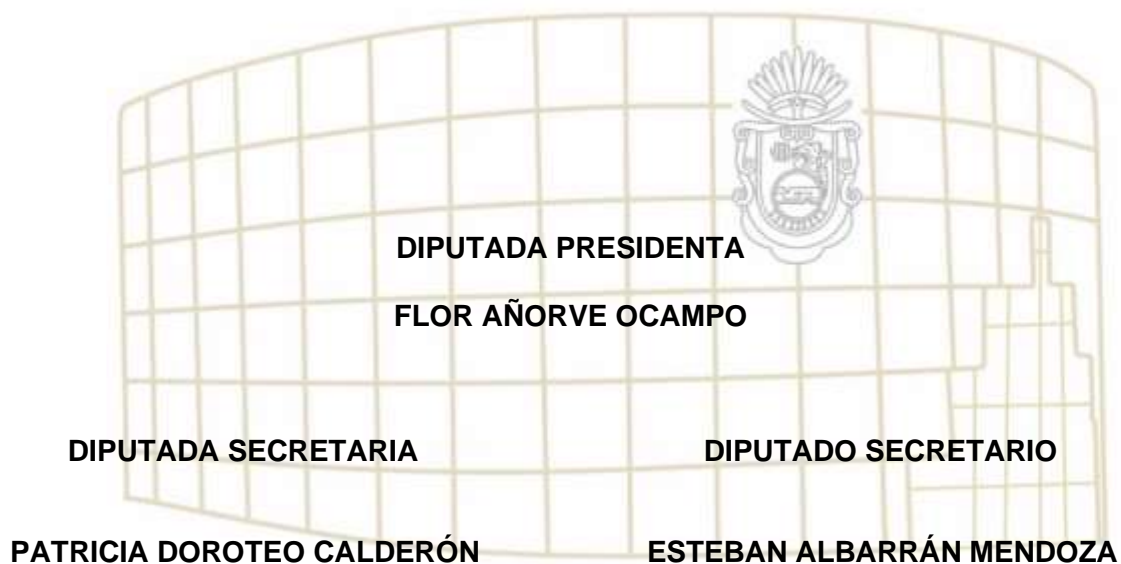 DIPUTADA PRESIDENTA
FLOR AÑORVE OCAMPO
DIPUTADA SECRETARIA
DIPUTADO SECRETARIO
PATRICIA DOROTEO CALDERÓN
ESTEBAN ALBARRÁN MENDOZA